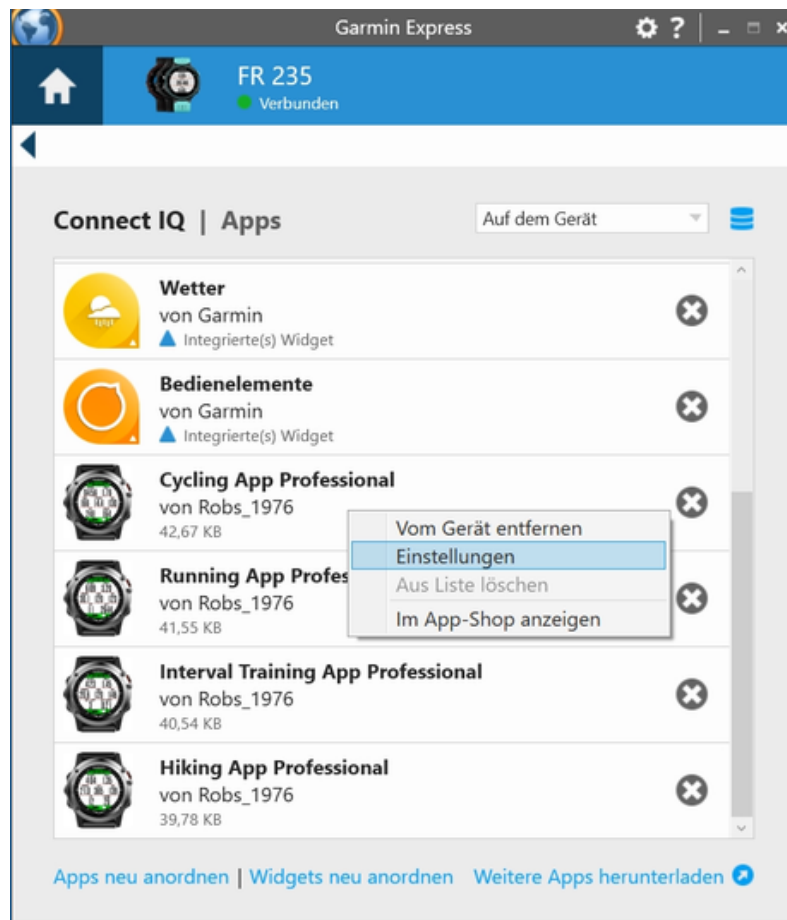 Garmin Express
FR 235
Verbunden
Connect IQ | Apps
Auf dem Gerät
Wetter
von Garmin
Integrierte(s) Widget
Bedienelemente
von Garmin
Integrierte(s) Widget
Cycling App Professional
von Robs_1976
42,67 KB
Vom Gerät entfernen
Einstellungen
Aus Liste löschen
Im App-Shop anzeigen
Running App Profes
von Robs_1976
41,55 KB
Interval Training App Professional
von Robs_1976
40,54 KB
Hiking App Professional
von Robs_1976
39,78 KB
Apps neu anordnen | Widgets neu anordnen Weitere Apps herunterladen